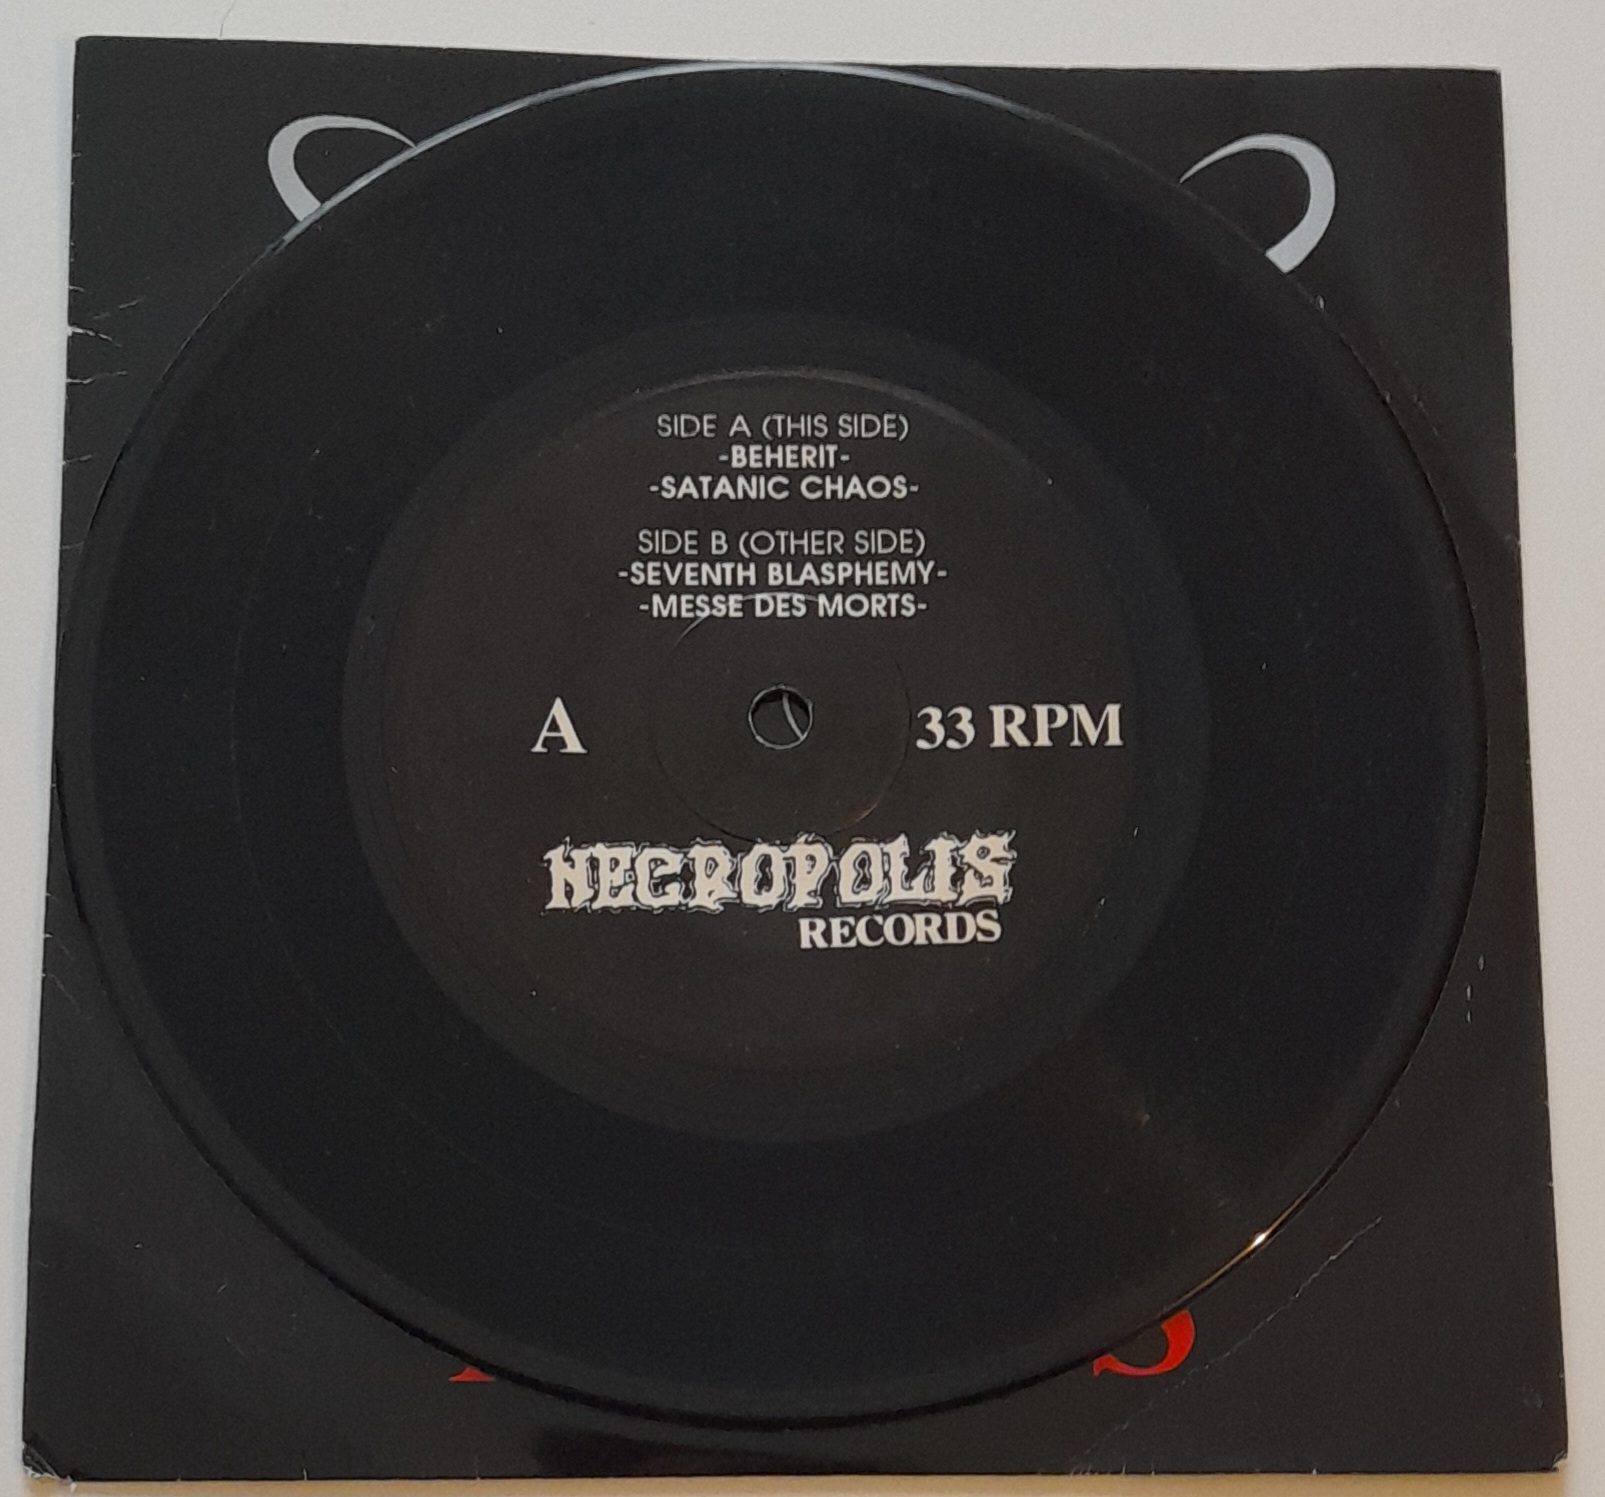 SIDE A (THIS SIDE)
-BEHERIT-
-SATANIC CHAOS-
SIDE B (OTHER SIDE)
-SEVENTH BLASPHEMY-
-MESSE DES MORTS-
A 33 RPM
NECROPOLIS
RECORDS
S